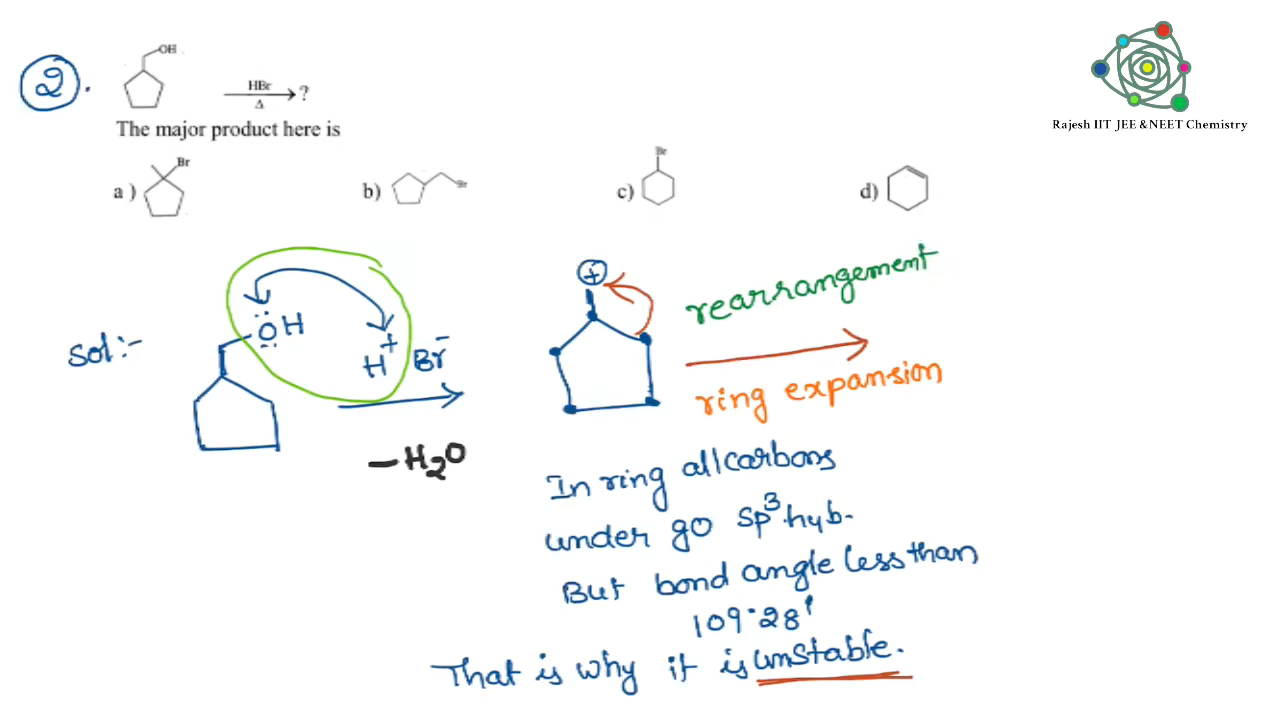 2.
OH
HBr
Δ
?
The major product here is
a )
Br
b)
Br
c)
Br
d)
Rajesh IIT JEE &NEET Chemistry
Sol:-
OH
H+ Br-
-H2O
+
rearrangement
ring expansion
In ring all carbons
under go sp3 hyb.
But bond angle less than
109.28'
That is why it is unstable.